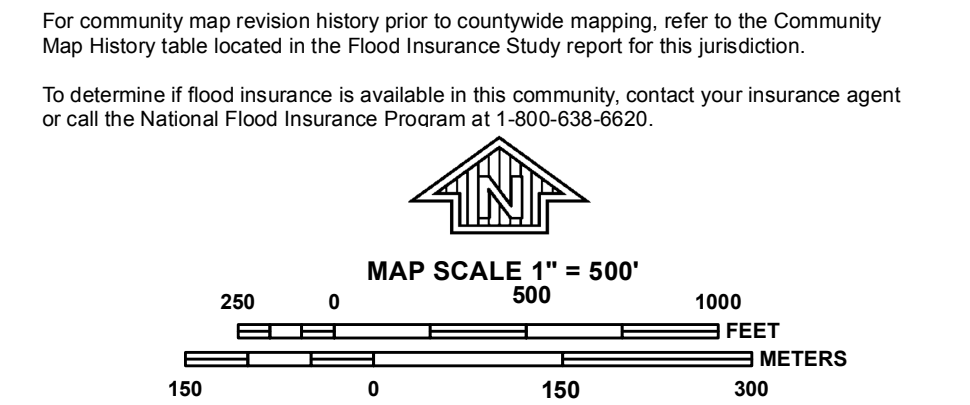 For community map revision history prior to countywide mapping, refer to the Community
Map History table located in the Flood Insurance Study report for this jurisdiction.
To determine if flood insurance is available in this community, contact your insurance agent
or call the National Flood Insurance Program at 1-800-638-6620.
N
MAP SCALE 1" = 500'
250 0 500 1000
FEET
METERS
150 0 150 300